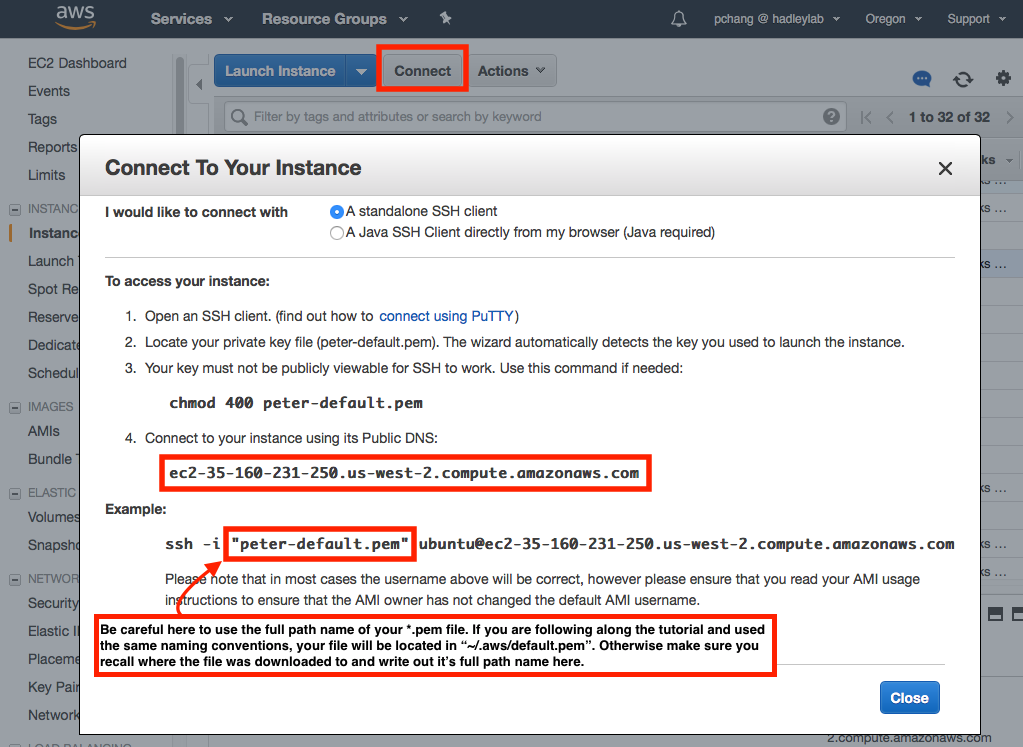 aws Services Resource Groups pchang @ hadleylab Oregon Support
EC2 Dashboard
Events
Tags
Reports
Limits
INSTANC
Instanc
Launch
Spot Re
Reserve
Dedicate
Schedul
IMAGES
AMIs
Bundle
ELASTIC
Volumes
Snapsho
NETWOR
Security
Elastic I
Placeme
Key Pair
Network
LOAD BALANCING
Launch Instance Connect Actions
Filter by tags and attributes or search by keyword
1 to 32 of 32
Connect To Your Instance
I would like to connect with
A standalone SSH client
A Java SSH Client directly from my browser (Java required)
To access your instance:
1. Open an SSH client. (find out how to connect using PuTTY)
2. Locate your private key file (peter-default.pem). The wizard automatically detects the key you used to launch the instance.
3. Your key must not be publicly viewable for SSH to work. Use this command if needed:
chmod 400 peter-default.pem
4. Connect to your instance using its Public DNS:
ec2-35-160-231-250.us-west-2.compute.amazonaws.com
Example:
ssh -i "peter-default.pem" ubuntu@ec2-35-160-231-250.us-west-2.compute.amazonaws.com
Please note that in most cases the username above will be correct, however please ensure that you read your AMI usage
instructions to ensure that the AMI owner has not changed the default AMI username.
Be careful here to use the full path name of your *.pem file. If you are following along the tutorial and used
the same naming conventions, your file will be located in “~/.aws/default.pem”. Otherwise make sure you
recall where the file was downloaded to and write out it’s full path name here.
Close
ks
ks ...
ks ...
ks ...
ks ...
ks ...
ks ...
2.compute.amazonaws.com